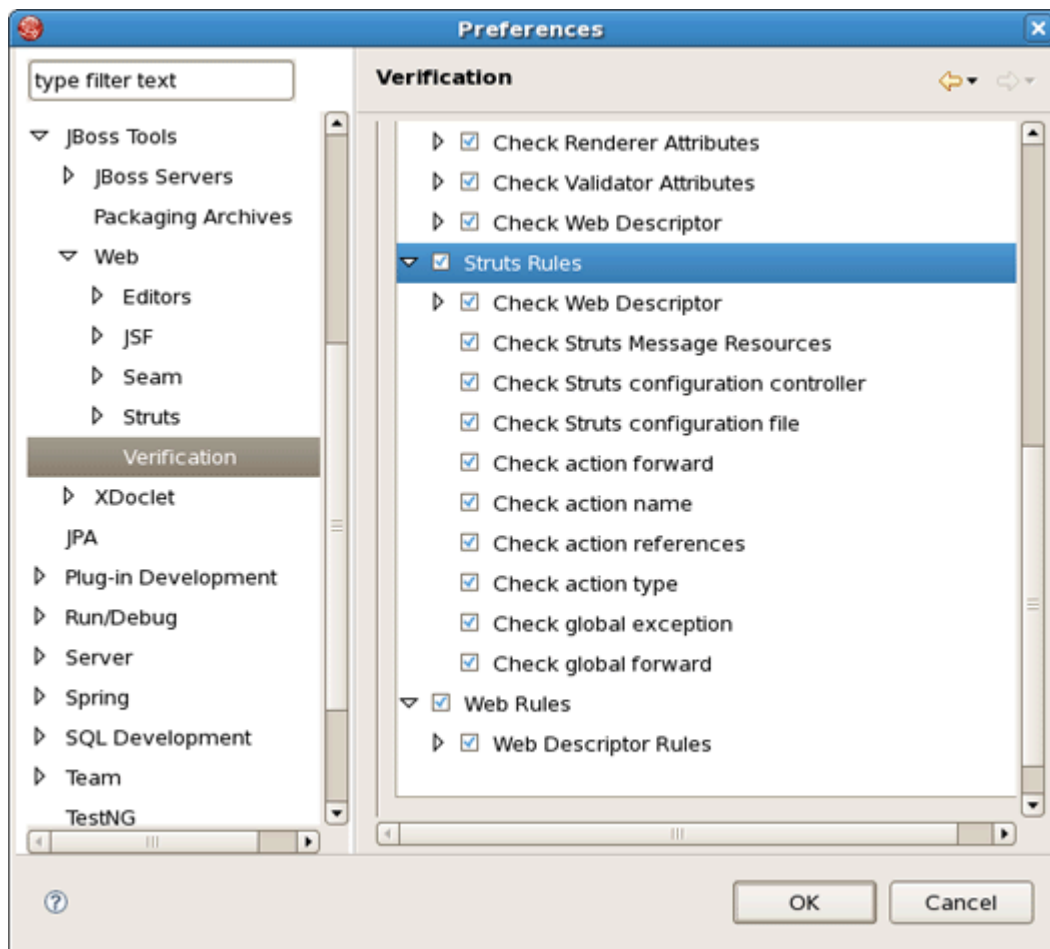 Preferences
type filter text
JBoss Tools
JBoss Servers
Packaging Archives
Web
Editors
JSF
Seam
Struts
Verification
XDoclet
JPA
Plug-in Development
Run/Debug
Server
Spring
SQL Development
Team
TestNG
Verification
Check Renderer Attributes
Check Validator Attributes
Check Web Descriptor
Struts Rules
Check Web Descriptor
Check Struts Message Resources
Check Struts configuration controller
Check Struts configuration file
Check action forward
Check action name
Check action references
Check action type
Check global exception
Check global forward
Web Rules
Web Descriptor Rules
?
OK
Cancel